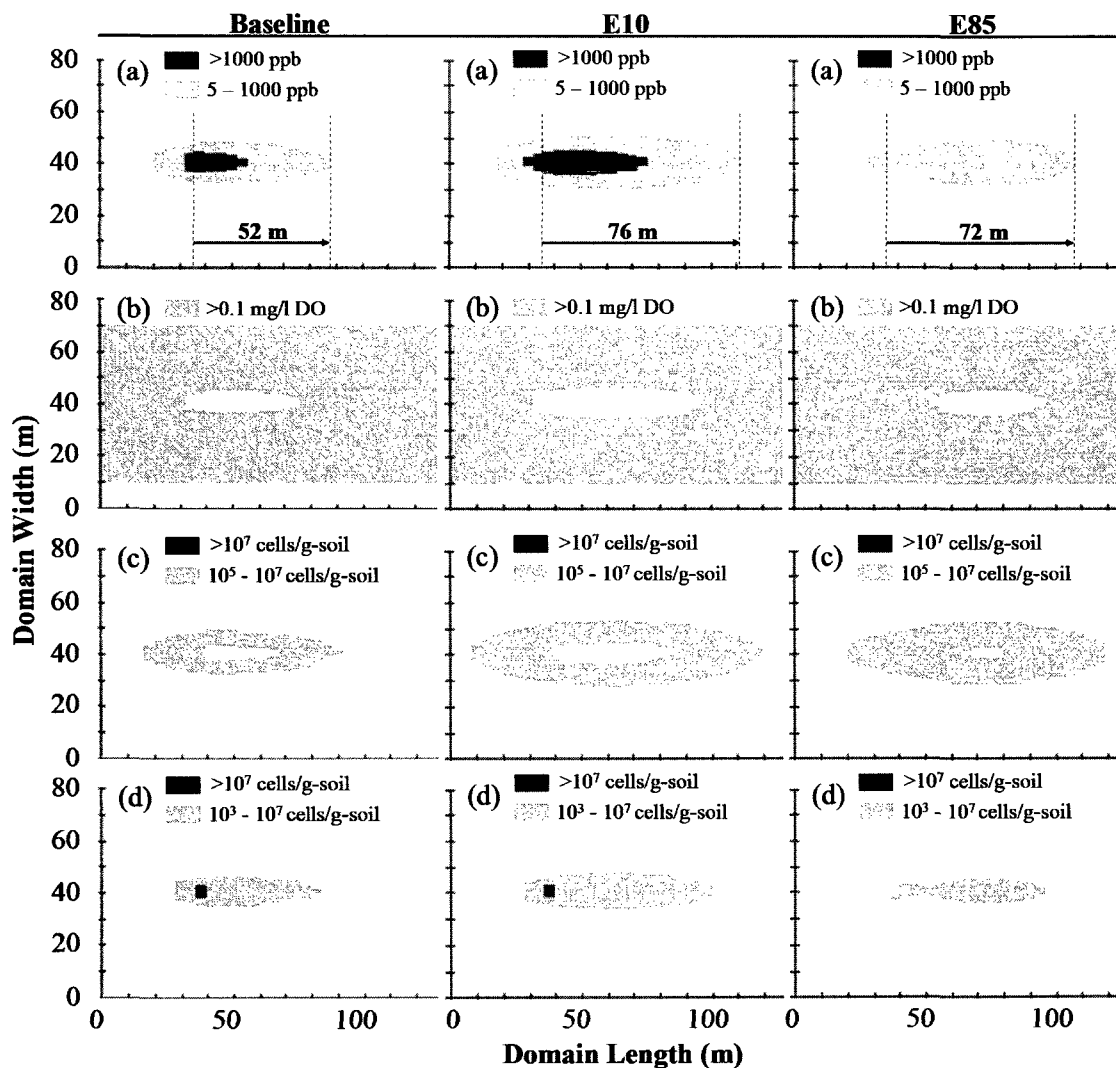 Baseline E10 E85
80 (a) >1000 ppb (a) >1000 ppb (a) >1000 ppb
5 – 1000 ppb 5 – 1000 ppb 5 – 1000 ppb
60
40
20 52 m 76 m 72 m
0
80 (b) >0.1 mg/l DO (b) >0.1 mg/l DO (b) >0.1 mg/l DO
60
40
20
0
Domain Width (m)
80 (c) >10⁷ cells/g-soil (c) >10⁷ cells/g-soil (c) >10⁷ cells/g-soil
10⁵ - 10⁷ cells/g-soil 10⁵ - 10⁷ cells/g-soil 10⁵ - 10⁷ cells/g-soil
60
40
20
0
80 (d) >10⁷ cells/g-soil (d) >10⁷ cells/g-soil (d) >10⁷ cells/g-soil
10³ - 10⁷ cells/g-soil 10³ - 10⁷ cells/g-soil 10³ - 10⁷ cells/g-soil
60
40
20
0
0 50 100 50 100 50 100
Domain Length (m)